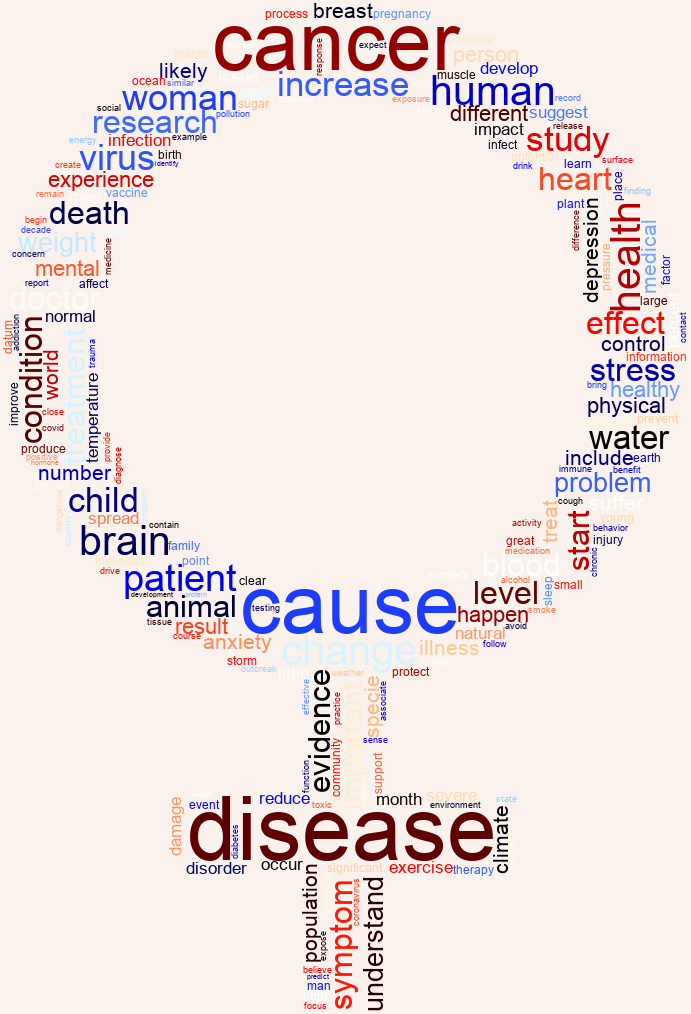 process
breast
pregnancy
cancer
response
expect
person
planet
likely
issue
ocean
similar
increase
muscle
develop
human
exposure
record
woman
sugar
social
pollution
different
suggest
research
impact
release
energy
infection
example
infect
study
virus
birth
identify
potential
drink
learn
surface
create
experience
heart
place
finding
remain
vaccine
plant
begin
death
decade
difference
depression
health
medical
weight
medicine
pressure
factor
concern
mental
report
affect
large
doctor
normal
effect
contact
datum
addiction
condition
world
treatment
trauma
control
information
stress
bring
healthy
improve
temperature
close
covid
physical
prevent
produce
provide
water
positive
hormone
diagnose
include
earth
number
immune
benefit
problem
child
cough
suffer
dangerous
country
spread
contain
treat
young
start
activity
behavior
brain
family
great
injury
individual
point
medication
chronic
blood
drive
patient
clear
surgery
alcohol
sleep
small
development
protein
cause
level
animal
testing
happen
smoke
tissue
result
avoid
course
natural
anxiety
change
illness
follow
storm
outbreak
little
weather
protect
evidence
effective
practice
important
specie
associate
sense
community
function
support
reduce
month
severe
event
toxic
environment
state
damage
disease
diabetes
climate
disorder
occur
significant
exercise
therapy
population
expose
symptom
coronavirus
understand
believe
predict
man
focus